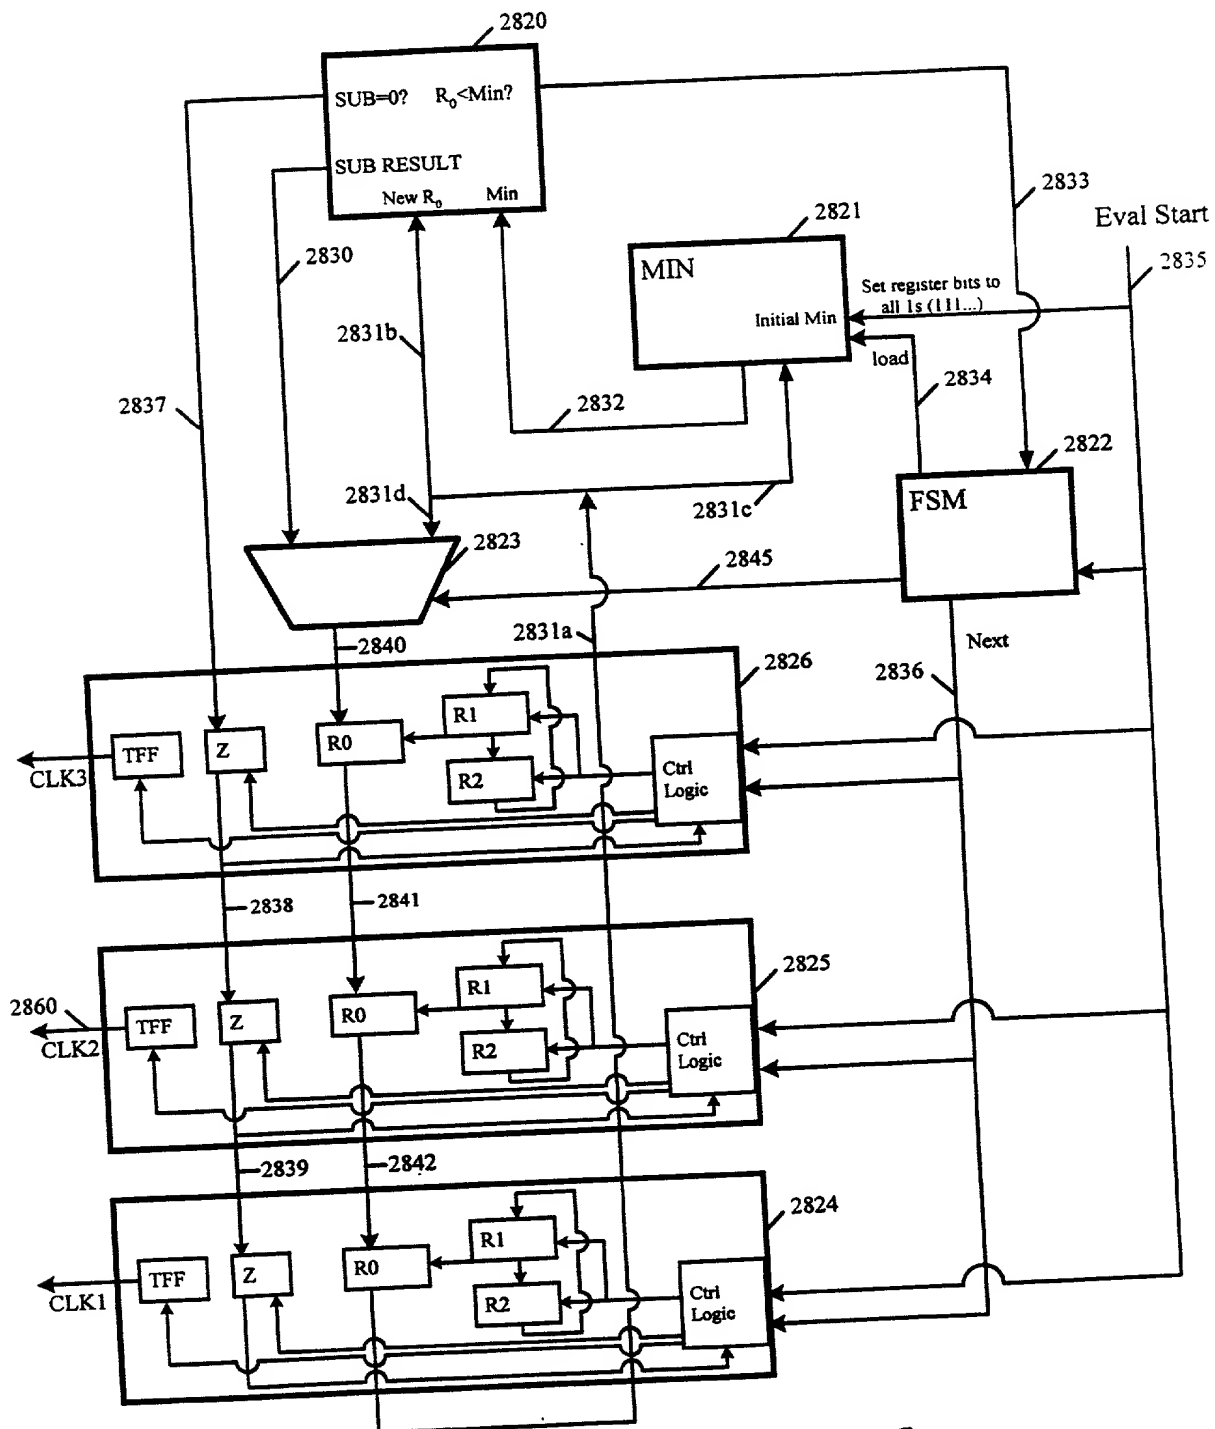 2820
SUB=0? R₀<Min?
SUB RESULT
New R₀ Min
2833
2821
Eval Start
2835
MIN
Set register bits to
all 1s (111...)
Initial Min
load
2830
2831b
2834
2837
2832
2822
2831d
2831c
FSM
2823
2845
2831a
2840
Next
2836
2826
R1
TFF
Z
R0
R2
Ctrl
Logic
CLK3
2838
2841
2825
2860
R1
TFF
Z
R0
R2
Ctrl
Logic
CLK2
2839
2842
2824
R1
TFF
Z
R0
R2
Ctrl
Logic
CLK1